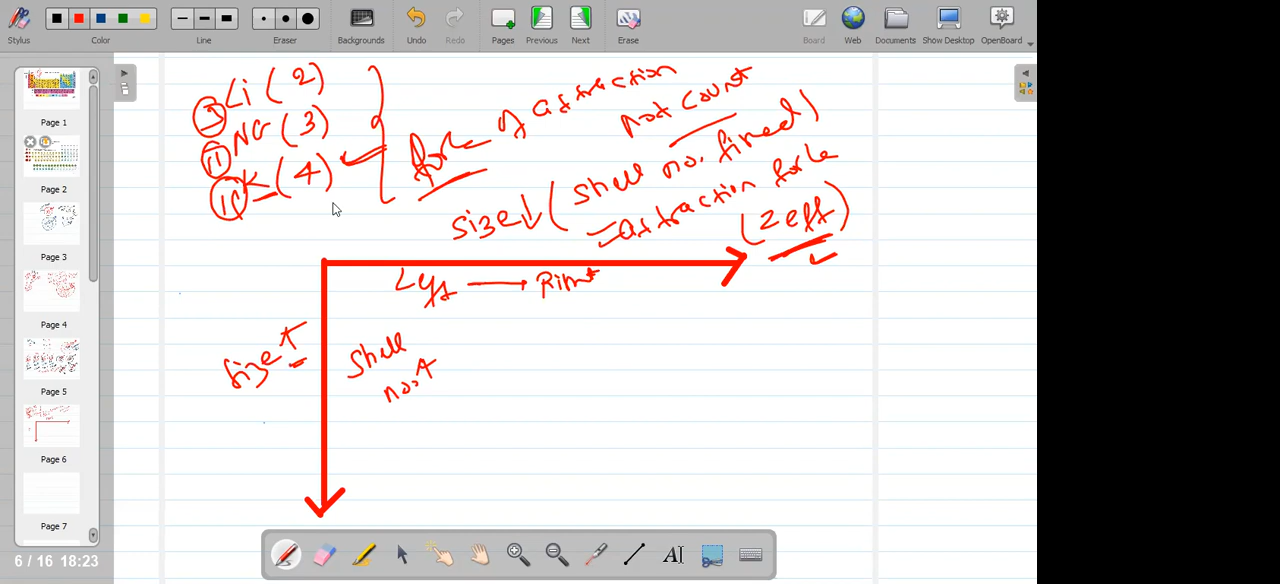 Stylus
Color
Line
Eraser
Backgrounds
Undo
Redo
Pages
Previous
Next
Erase
Board
Web
Documents
Show Desktop
OpenBoard
Page 1
Page 2
Page 3
Page 4
Page 5
Page 6
Page 7
6 / 16 18:23
③ Li (2)
⑪ Na (3)
K (4)
force of attraction
not count
size↓ (shell no. fixed)
= attraction force
(Zeff)
Left → Right
size ↑
shell
no.↑